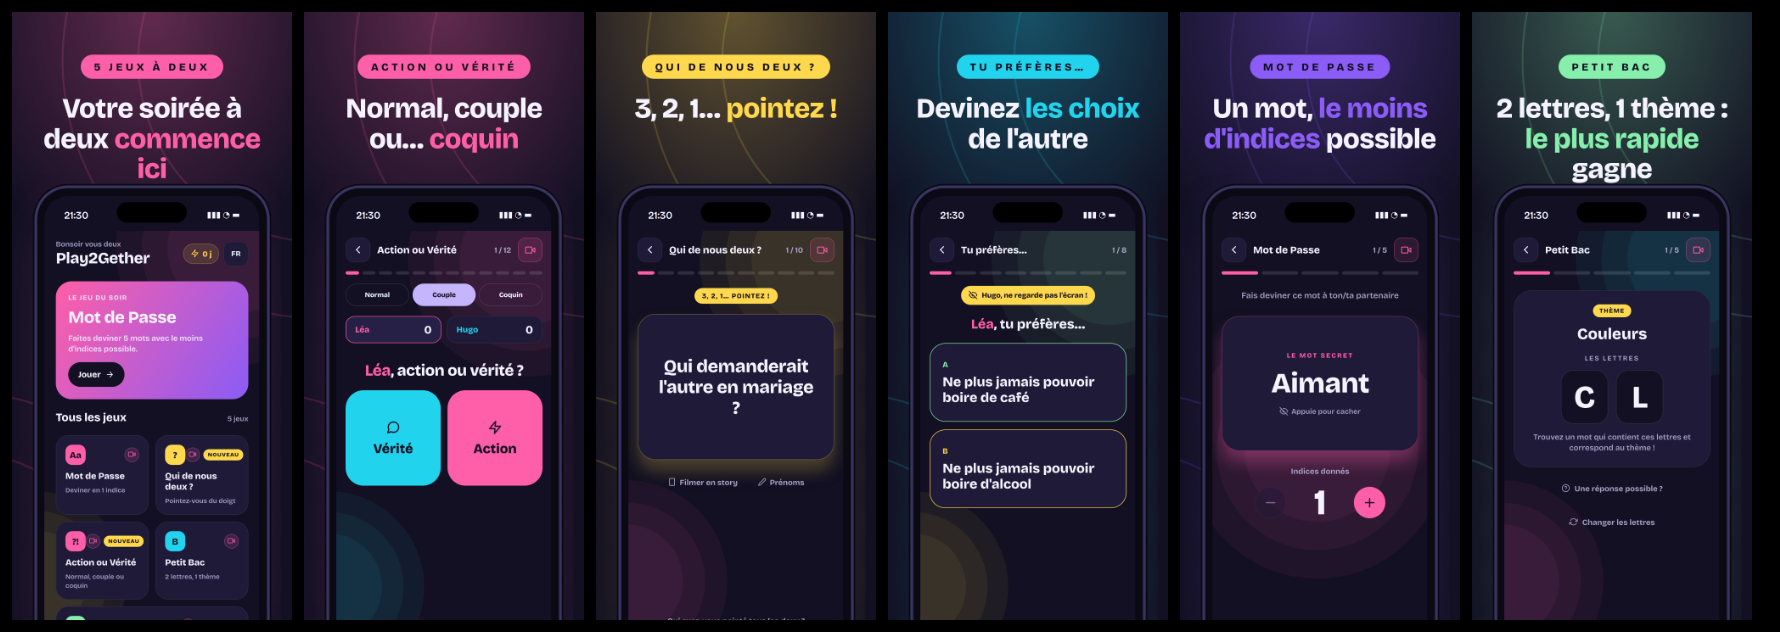 5 JEUX À DEUX
Votre soirée à
deux commence
ici
21:30
Bonsoir vous deux
Play2Gether
0 j
FR
LE JEU DU SOIR
Mot de Passe
Faites deviner 5 mots avec le moins
d'indices possible.
Jouer →
Tous les jeux
5 jeux
Aa
Mot de Passe
Deviner en 1 indice
?
NOUVEAU
Qui de nous
deux ?
Pointez-vous du doigt
?!
NOUVEAU
Action ou Vérité
Normal, couple ou
coquin
B
Petit Bac
2 lettres, 1 thème
ACTION OU VÉRITÉ
Normal, couple
ou... coquin
21:30
Action ou Vérité
1 / 12
Normal
Couple
Coquin
Léa
0
Hugo
0
Léa, action ou vérité ?
Vérité
Action
QUI DE NOUS DEUX ?
3, 2, 1... pointez !
21:30
Qui de nous deux ?
1 / 10
3, 2, 1... POINTEZ !
Qui demanderait
l'autre en mariage
?
Filmer en story
Prénoms
TU PRÉFÈRES...
Devinez les choix
de l'autre
21:30
Tu préfères...
1 / 8
Hugo, ne regarde pas l'écran !
Léa, tu préfères...
A
Ne plus jamais pouvoir
boire de café
B
Ne plus jamais pouvoir
boire d'alcool
MOT DE PASSE
Un mot, le moins
d'indices possible
21:30
Mot de Passe
1 / 5
Fais deviner ce mot à ton/ta partenaire
LE MOT SECRET
Aimant
Appuie pour cacher
Indices donnés
− 1 +
PETIT BAC
2 lettres, 1 thème :
le plus rapide
gagne
21:30
Petit Bac
1 / 5
THÈME
Couleurs
LES LETTRES
C L
Trouvez un mot qui contient ces lettres et
correspond au thème !
Une réponse possible ?
Changer les lettres